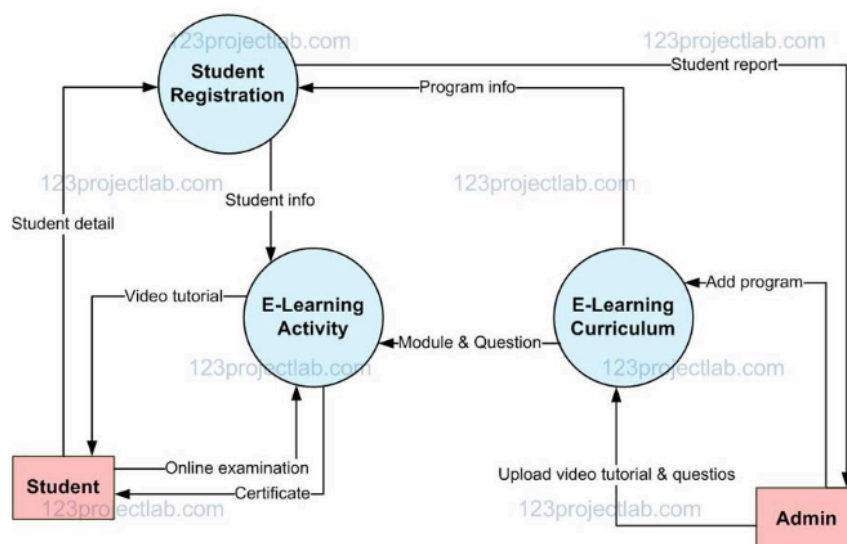 123projectlab.com
123projectlab.com
Student
Registration
Student report
Program info
123projectlab.com
123projectlab.com
Student info
Student detail
Video tutorial
E-Learning
Activity
E-Learning
Curriculum
Add program
Module & Question
123projectlab.com
123projectlab.com
Online examination
Upload video tutorial & questios
Student
Certificate
123projectlab.com
123projectlab.com
Admin